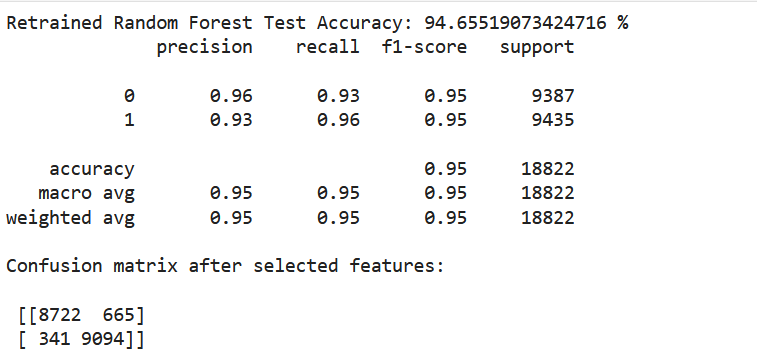 Retrained Random Forest Test Accuracy: 94.65519073424716 %
precision recall f1-score support
0 0.96 0.93 0.95 9387
1 0.93 0.96 0.95 9435
accuracy 0.95 18822
macro avg 0.95 0.95 0.95 18822
weighted avg 0.95 0.95 0.95 18822
Confusion matrix after selected features:
[[8722 665]
[ 341 9094]]